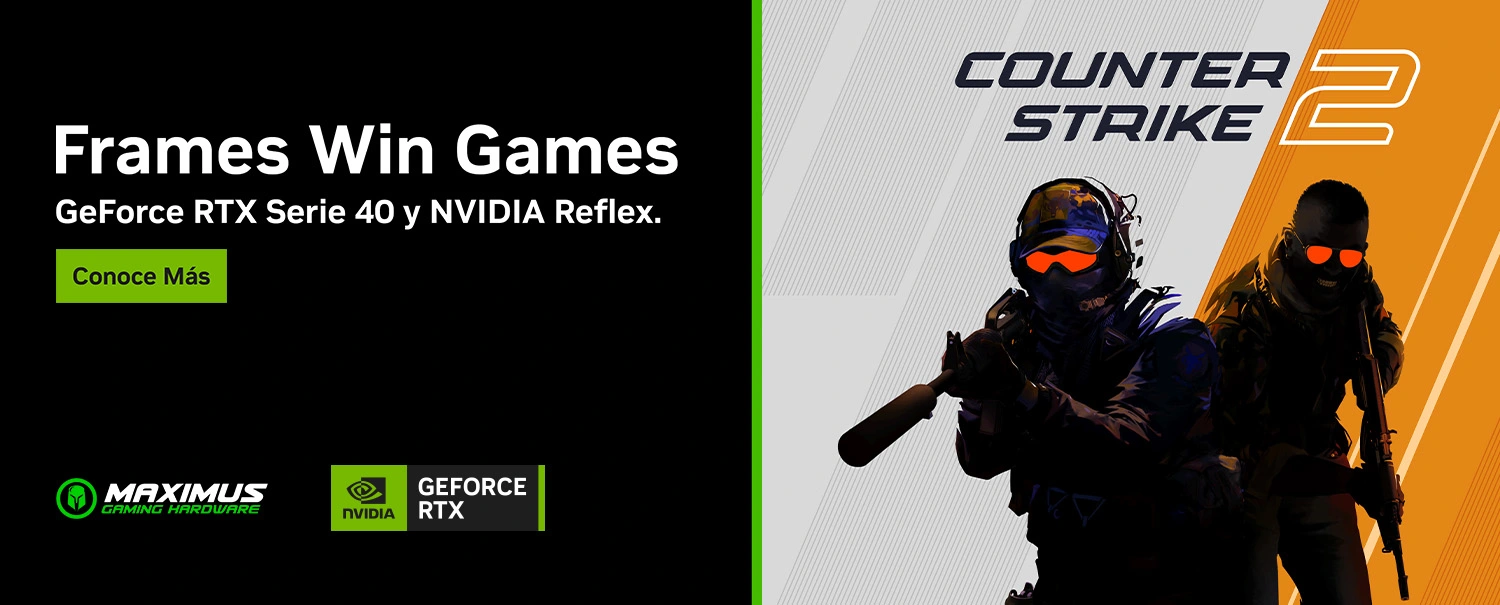 Frames Win Games
GeForce RTX Serie 40 y NVIDIA Reflex.
Conoce Más
MAXIMUS
GAMING HARDWARE
NVIDIA
GEFORCE
RTX
COUNTER
STRIKE 2